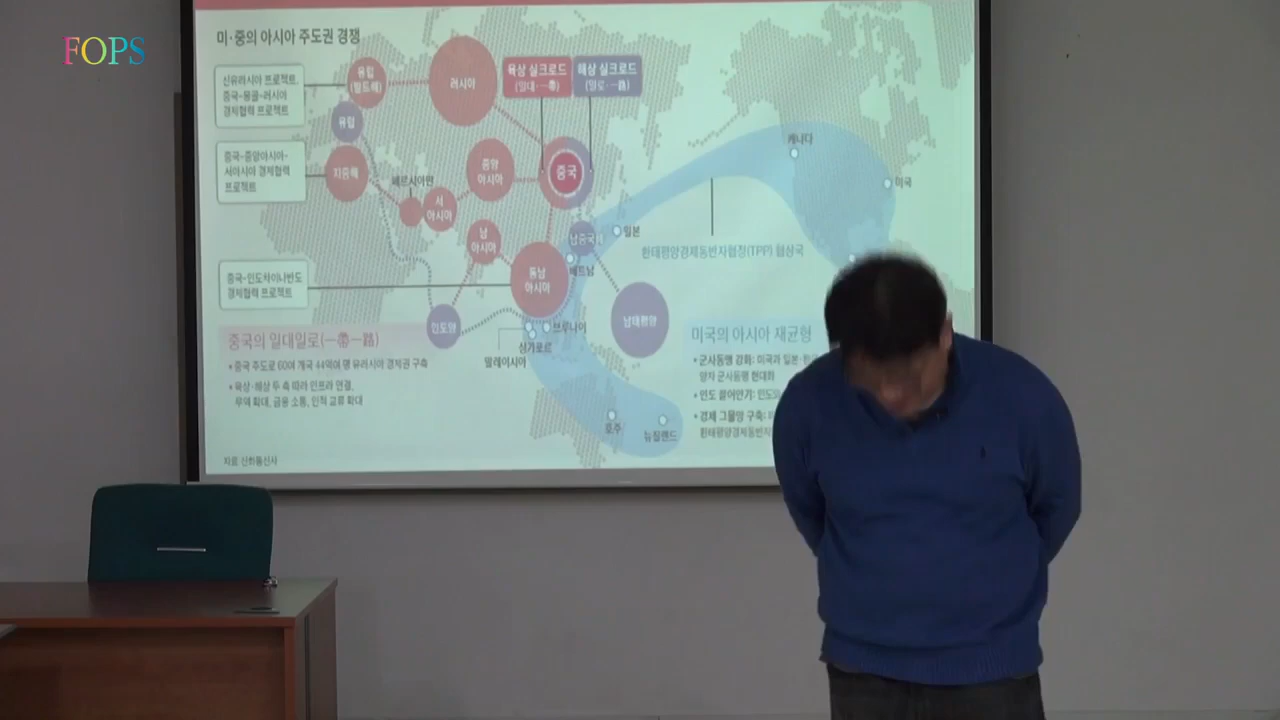 FOPS
미·중의 아시아 주도권 경쟁
신유러시아 프로젝트
중국-몽골-러시아
경제협력 프로젝트
유럽
(발트해)
러시아
육상 실크로드
(일대·一帶)
해상 실크로드
(일로·一路)
유럽
중국-중앙아시아-
서아시아 경제협력
프로젝트
지중해
페르시아만
서
아시아
중앙
아시아
중국
캐나다
미국
남
아시아
남중국해
일본
환태평양경제동반자협정(TPP) 협상국
베트남
동남
아시아
중국-인도차이나반도
경제협력 프로젝트
인도양
남태평양
브루나이
싱가포르
말레이시아
중국의 일대일로(一帶一路)
• 중국 주도로 60여 개국 44억여 명 유러시아 경제권 구축
• 육상·해상 두 축 따라 인프라 연결,
무역 확대, 금융 소통, 인적 교류 확대
미국의 아시아 재균형
• 군사동맹 강화: 미국과 일본·
양자 군사동맹 현대화
• 인도 끌어안기:
• 경제 그물망 구축:
환태평양경제동반자
호주
뉴질랜드
자료 신화통신사